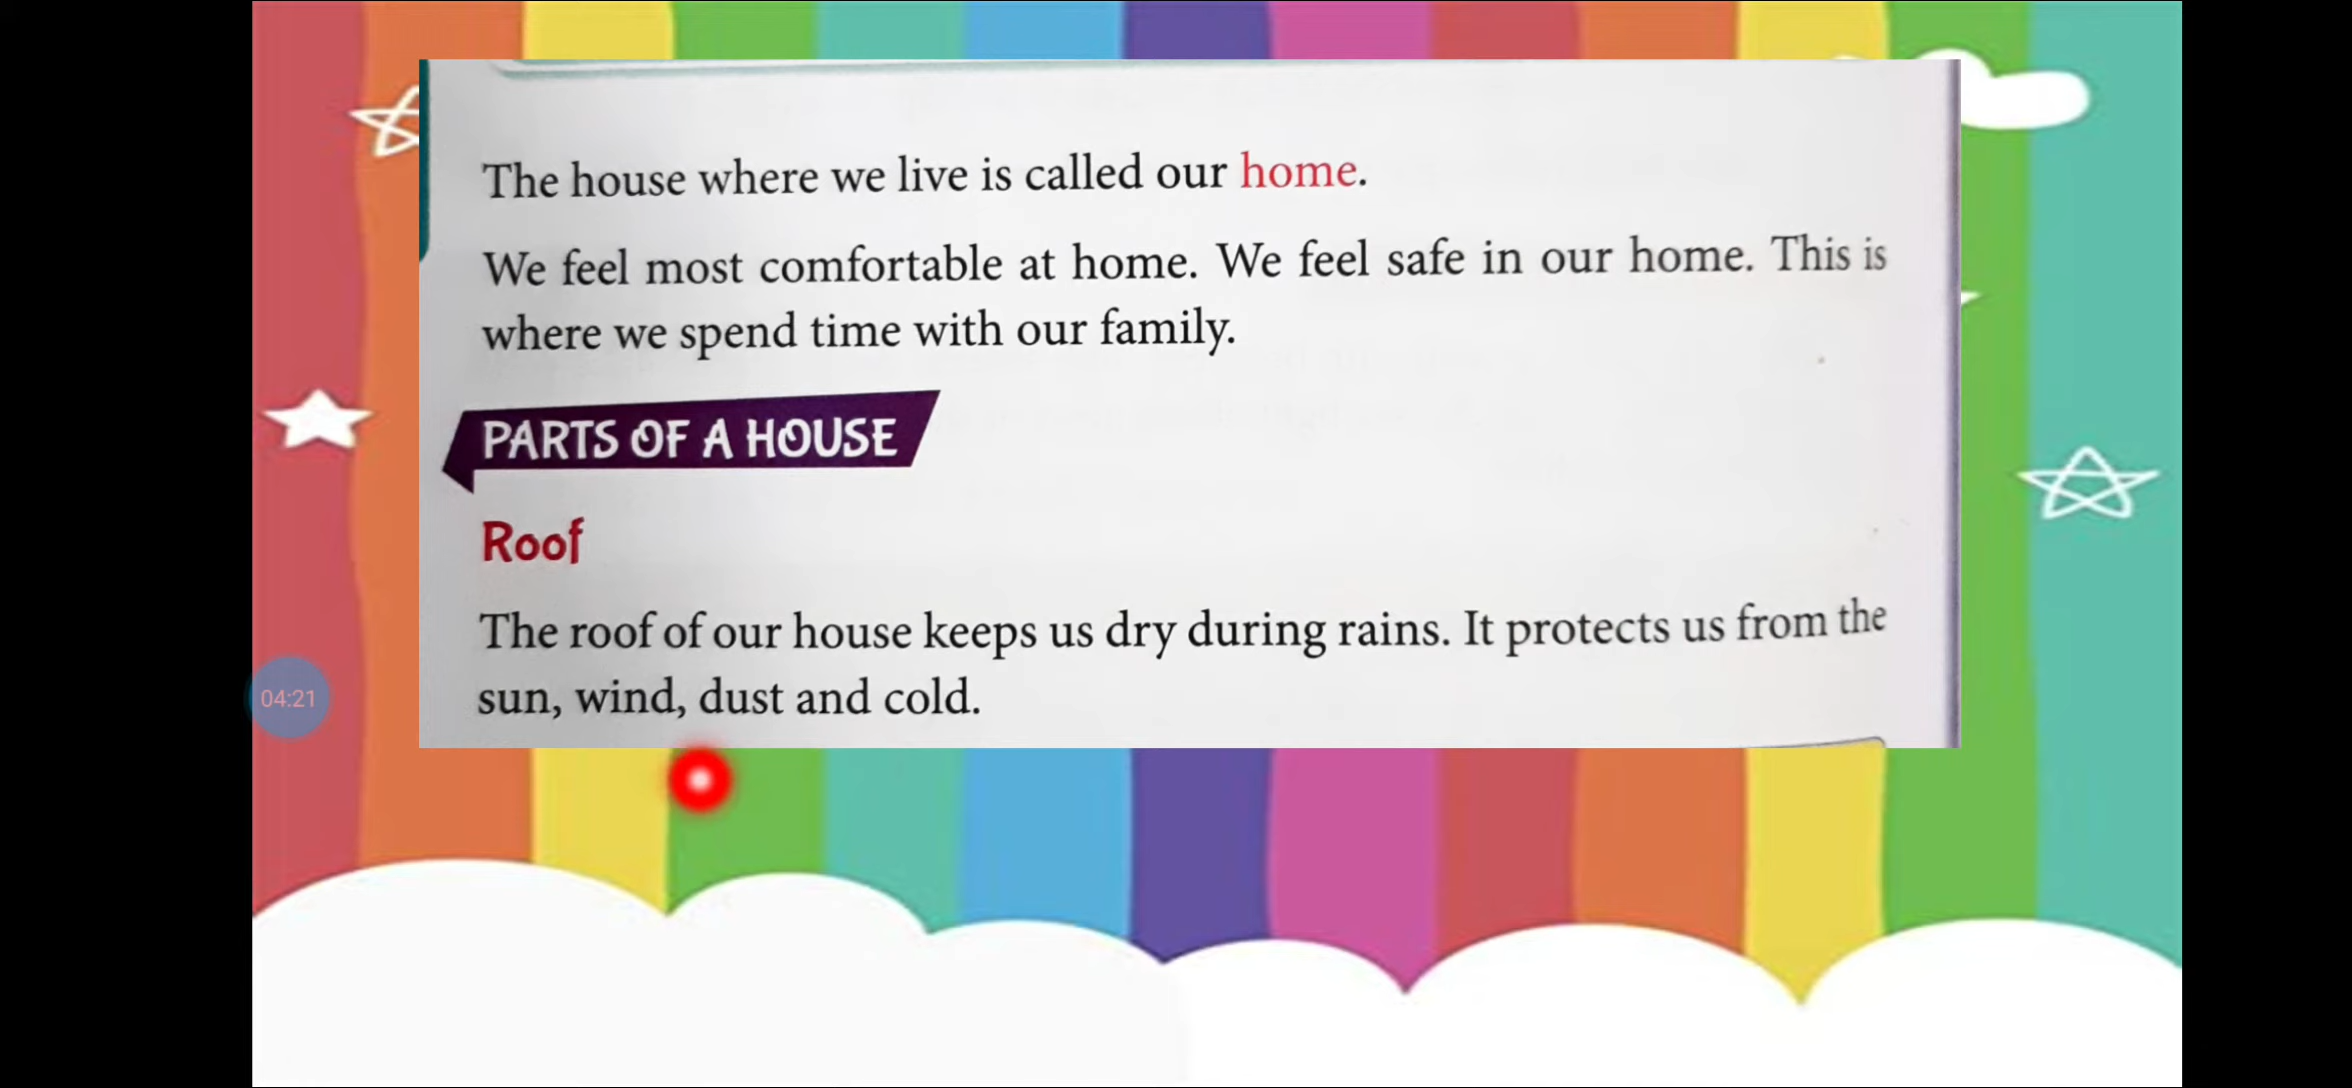 The house where we live is called our home.
We feel most comfortable at home. We feel safe in our home. This is
where we spend time with our family.
PARTS OF A HOUSE
Roof
The roof of our house keeps us dry during rains. It protects us from the
sun, wind, dust and cold.
04:21